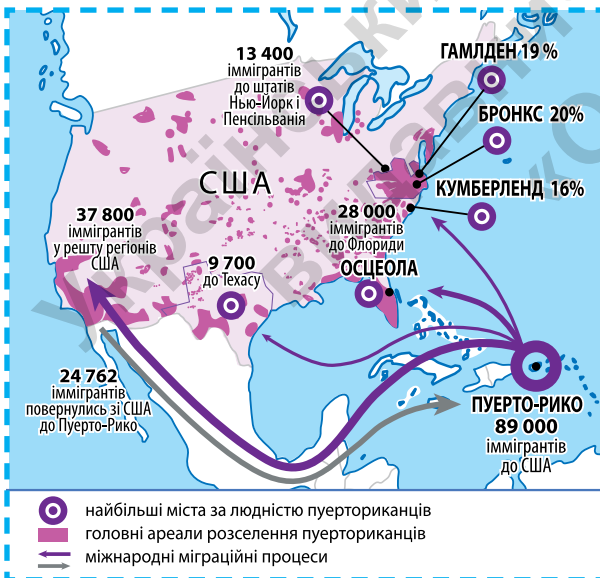 13 400
іммігрантів
до штатів
Нью-Йорк і
Пенсільванія
ГАМЛДЕН 19 %
БРОНКС 20%
КУМБЕРЛЕНД 16%
США
37 800
іммігрантів
у решту регіонів
США
9 700
до Техасу
28 000
іммігрантів
до Флориди
ОСЦЕОЛА
24 762
іммігрантів
повернулись зі США
до Пуерто-Рико
ПУЕРТО-РИКО
89 000
іммігрантів
до США
найбільші міста за людністю пуерториканців
головні ареали розселення пуерториканців
міжнародні міграційні процеси